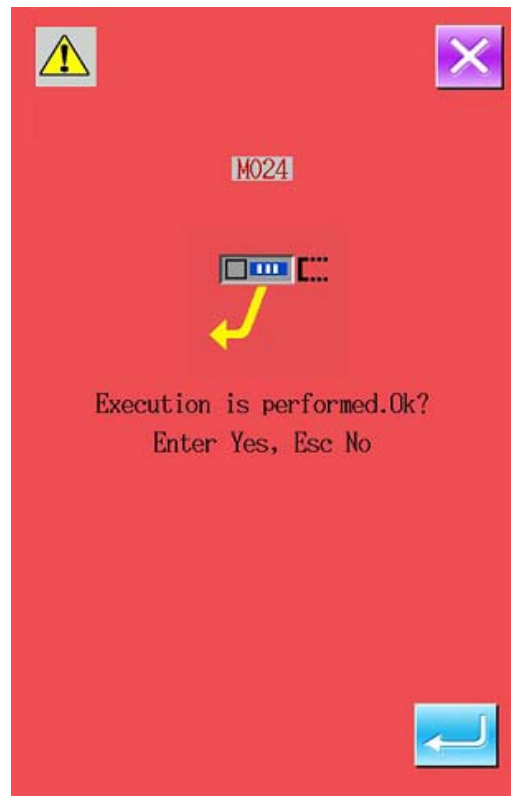 M024
Execution is performed.Ok?
Enter Yes, Esc No